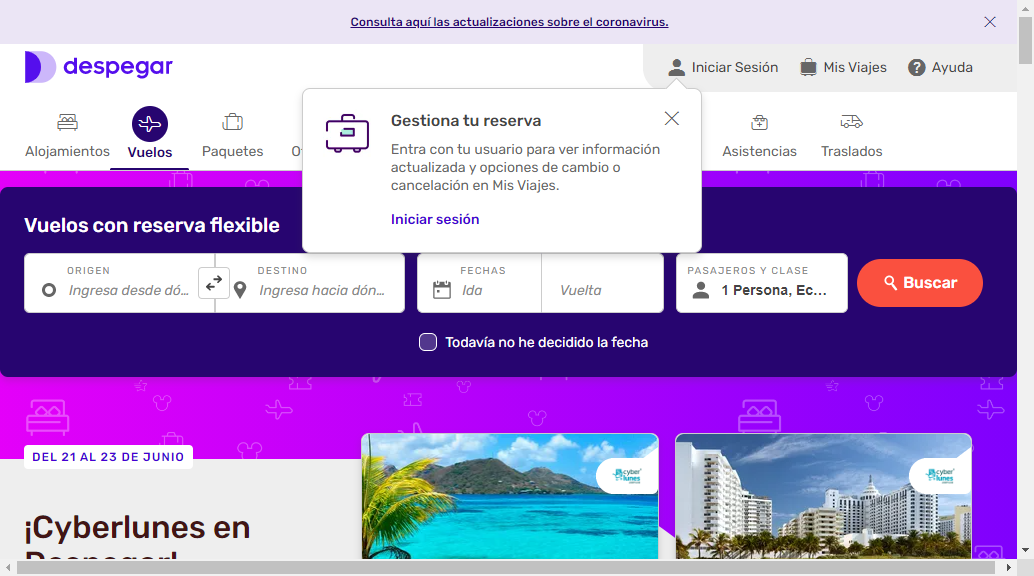 Consulta aquí las actualizaciones sobre el coronavirus.
despegar
Iniciar Sesión
Mis Viajes
Ayuda
Alojamientos
Vuelos
Paquetes
Asistencias
Traslados
Gestiona tu reserva
Entra con tu usuario para ver información
actualizada y opciones de cambio o
cancelación en Mis Viajes.
Iniciar sesión
Vuelos con reserva flexible
ORIGEN
Ingresa desde dó...
DESTINO
Ingresa hacia dón...
FECHAS
Ida
Vuelta
PASAJEROS Y CLASE
1 Persona, Ec...
Buscar
Todavía no he decidido la fecha
DEL 21 AL 23 DE JUNIO
cyber
lunes
cyber
lunes
¡Cyberlunes en
Despegar!